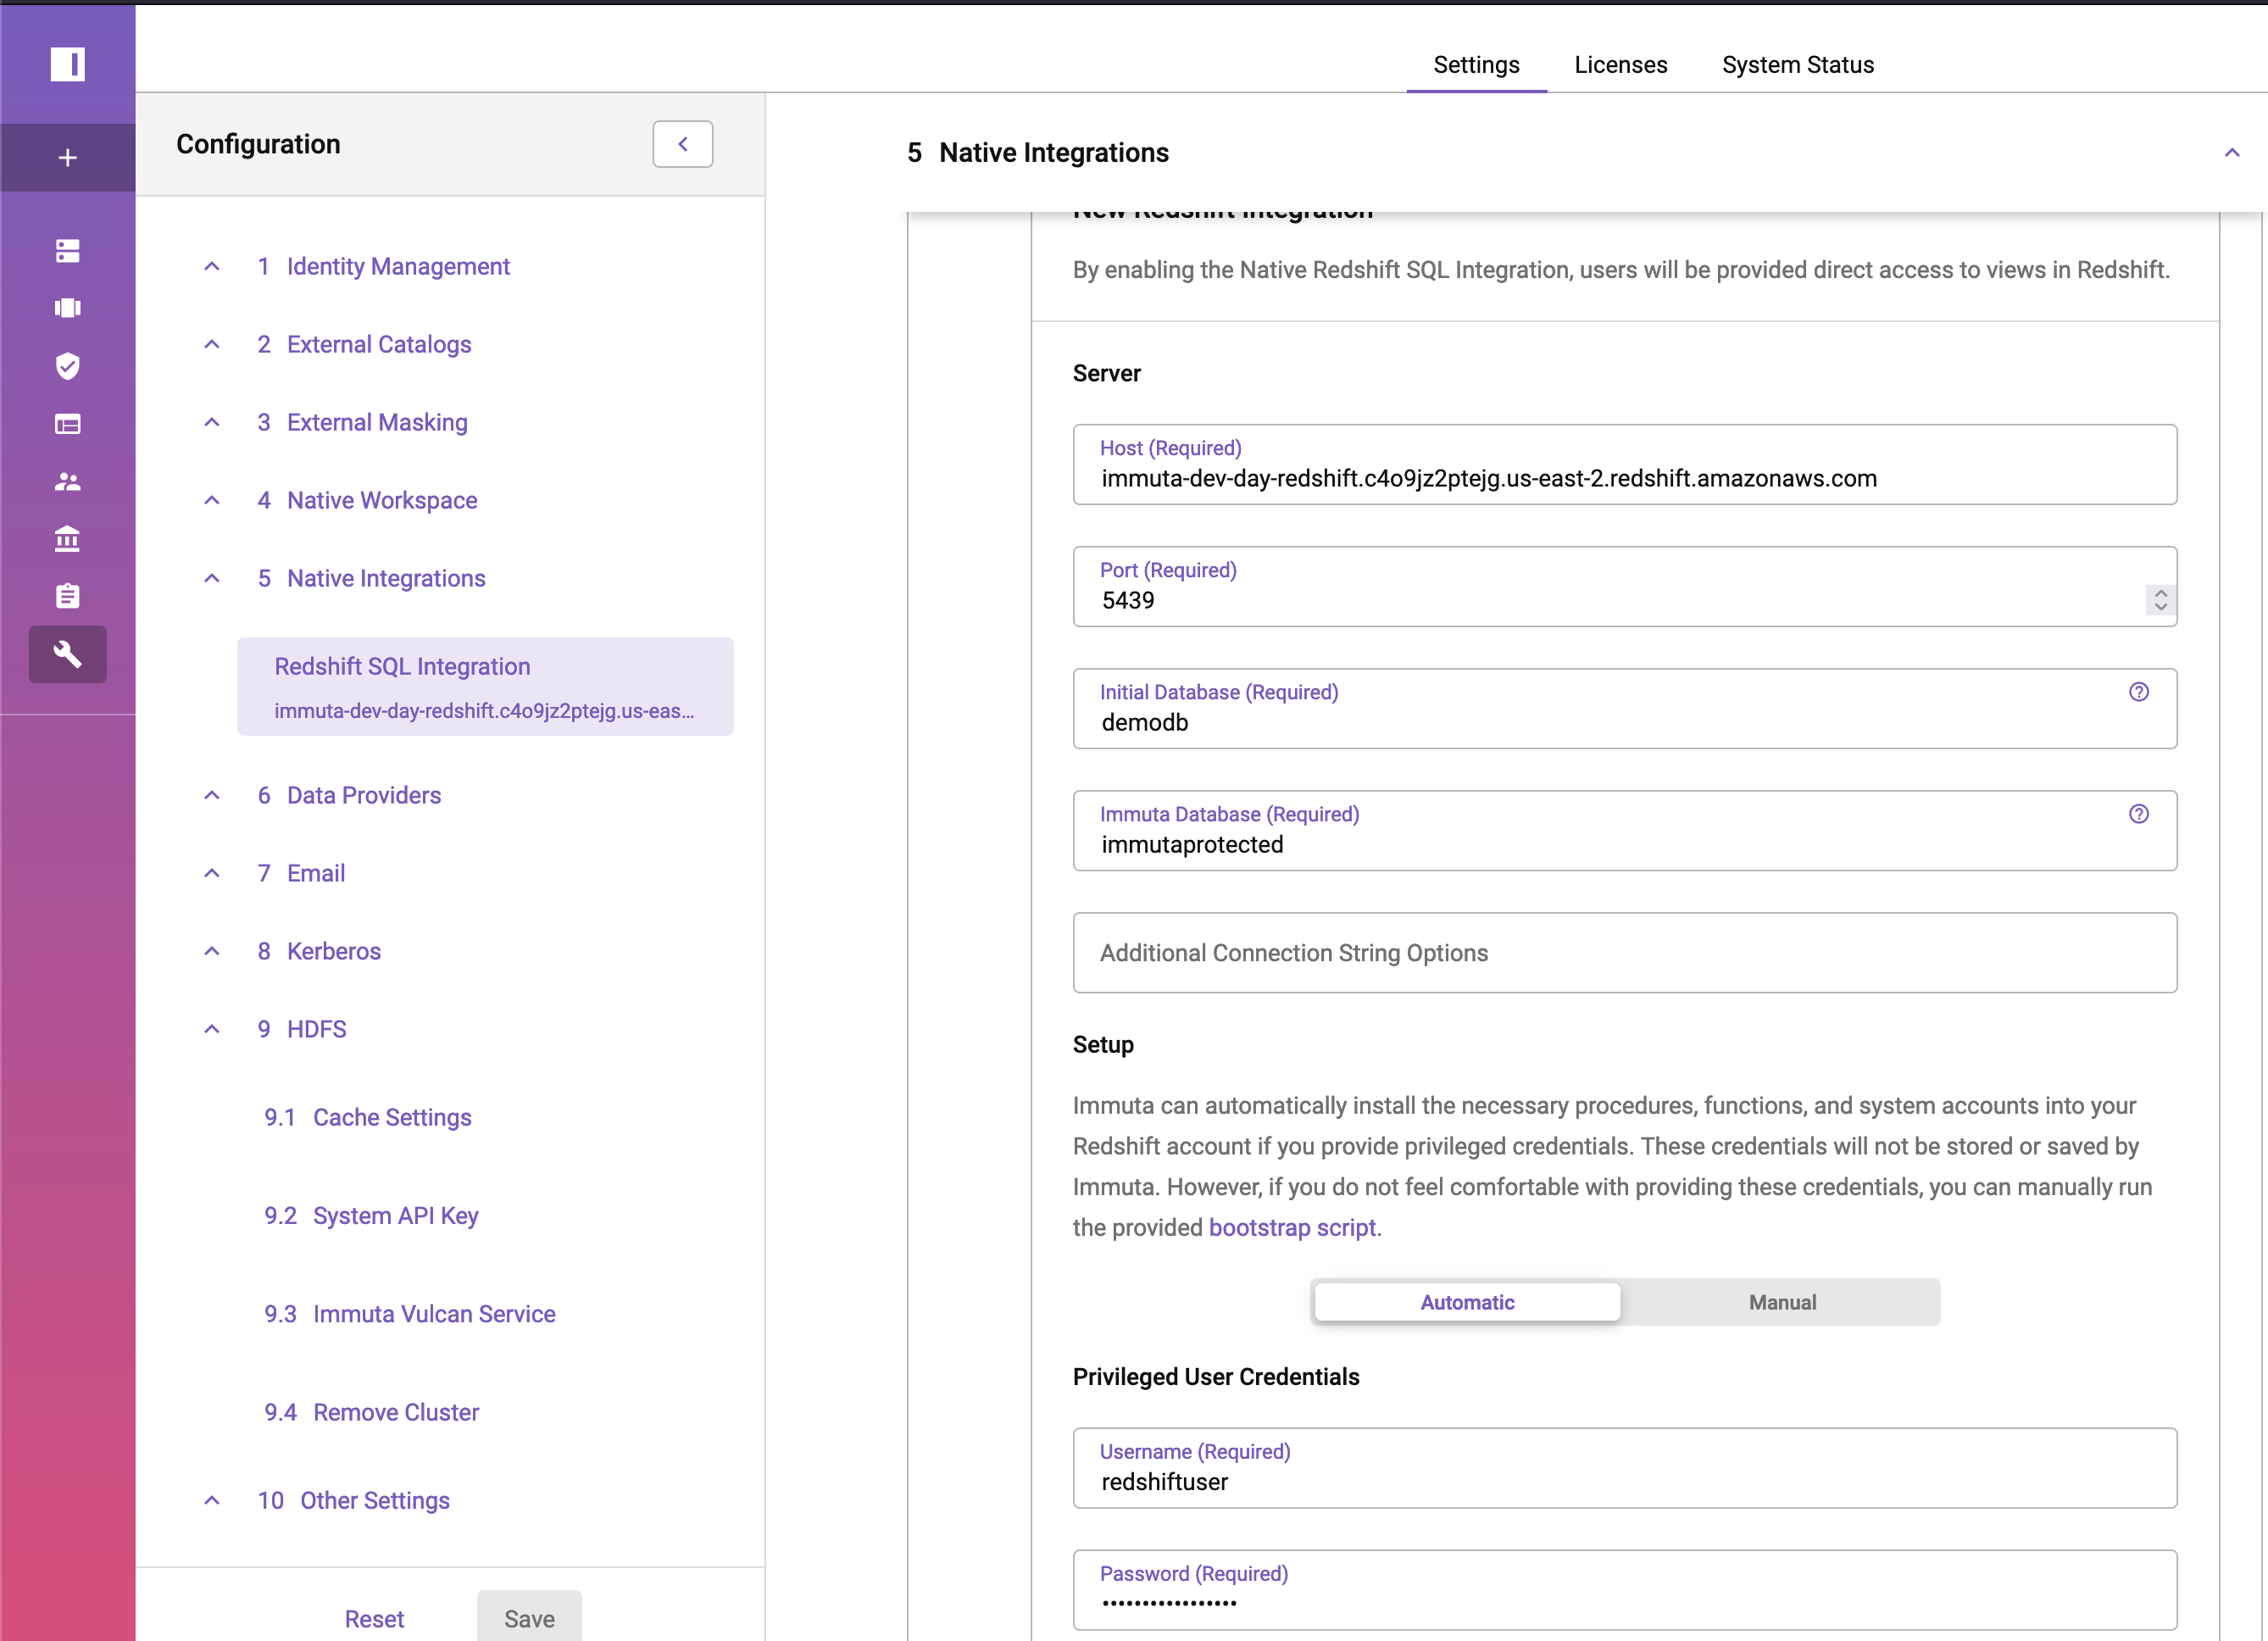 Settings
Licenses
System Status
Configuration
1 Identity Management
2 External Catalogs
3 External Masking
4 Native Workspace
5 Native Integrations
Redshift SQL Integration
immuta-dev-day-redshift.c4o9jz2ptejg.us-eas...
6 Data Providers
7 Email
8 Kerberos
9 HDFS
9.1 Cache Settings
9.2 System API Key
9.3 Immuta Vulcan Service
9.4 Remove Cluster
10 Other Settings
Reset
Save
5 Native Integrations
New Redshift Integration
By enabling the Native Redshift SQL Integration, users will be provided direct access to views in Redshift.
Server
Host (Required)
immuta-dev-day-redshift.c4o9jz2ptejg.us-east-2.redshift.amazonaws.com
Port (Required)
5439
Initial Database (Required)
demodb
Immuta Database (Required)
immutaprotected
Additional Connection String Options
Setup
Immuta can automatically install the necessary procedures, functions, and system accounts into your
Redshift account if you provide privileged credentials. These credentials will not be stored or saved by
Immuta. However, if you do not feel comfortable with providing these credentials, you can manually run
the provided bootstrap script.
Automatic
Manual
Privileged User Credentials
Username (Required)
redshiftuser
Password (Required)
•••••••••••••••••